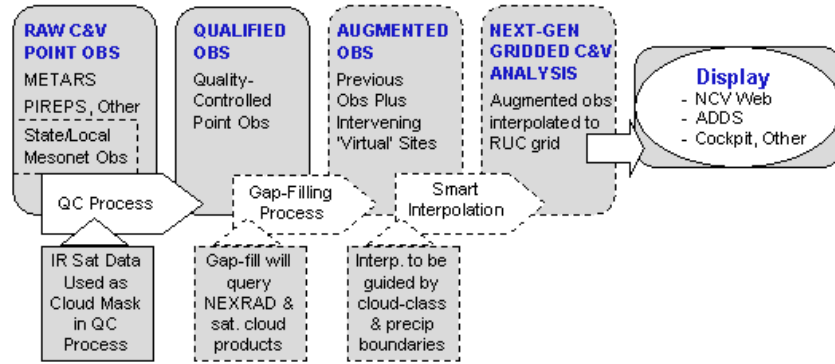 RAW C&V
POINT OBS
METARS
PIREPS, Other
State/Local
Mesonet Obs
QUALIFIED
OBS
Quality-
Controlled
Point Obs
AUGMENTED
OBS
Previous
Obs Plus
Intervening
'Virtual' Sites
NEXT-GEN
GRIDDED C&V
ANALYSIS
Augmented obs
interpolated to
RUC grid
Display
- NCV Web
- ADDS
- Cockpit, Other
QC Process
Gap-Filling
Process
Smart
Interpolation
IR Sat Data
Used as
Cloud Mask
in QC
Process
Gap-fill will
query
NEXRAD &
sat. cloud
products
Interp. to be
guided by
cloud-class
& precip
boundaries